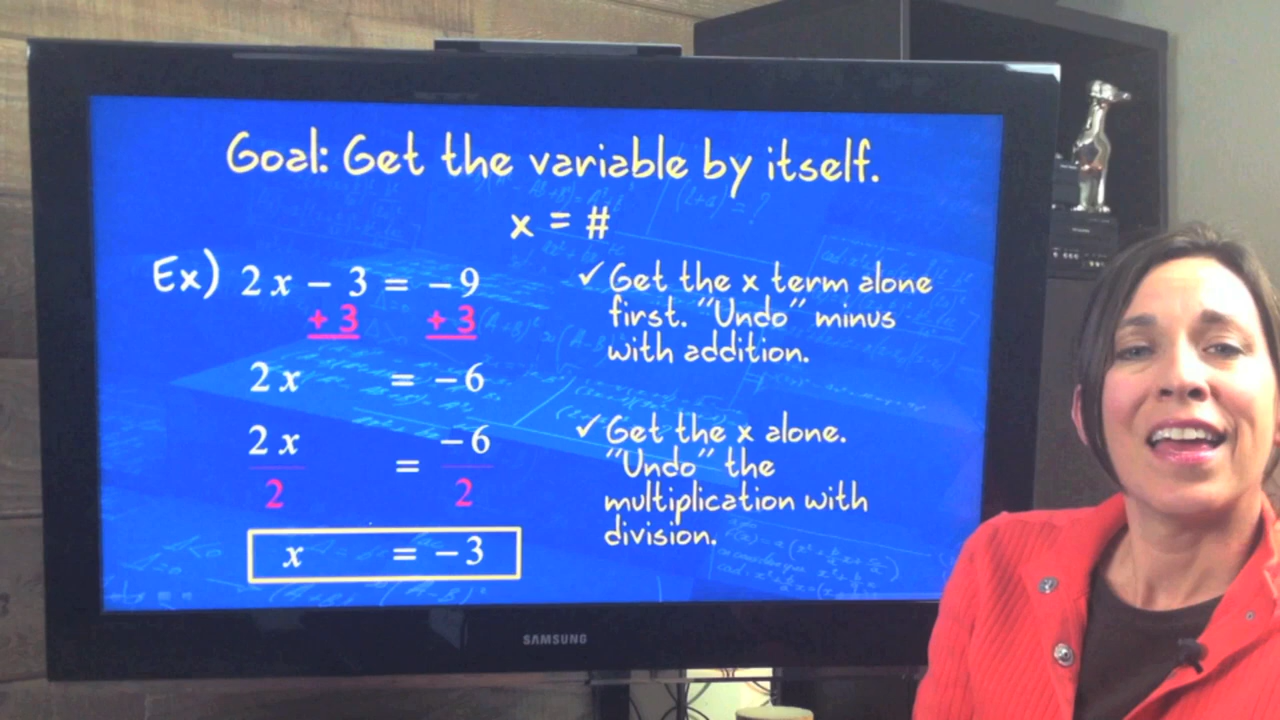 Goal: Get the variable by itself.
x = #
Ex) 2x − 3 = −9
+ 3 + 3
2x = −6
2x = −6
2 2
x = −3
✓ Get the x term alone
first. “Undo” minus
with addition.
✓ Get the x alone.
“Undo” the
multiplication with
division.
SAMSUNG